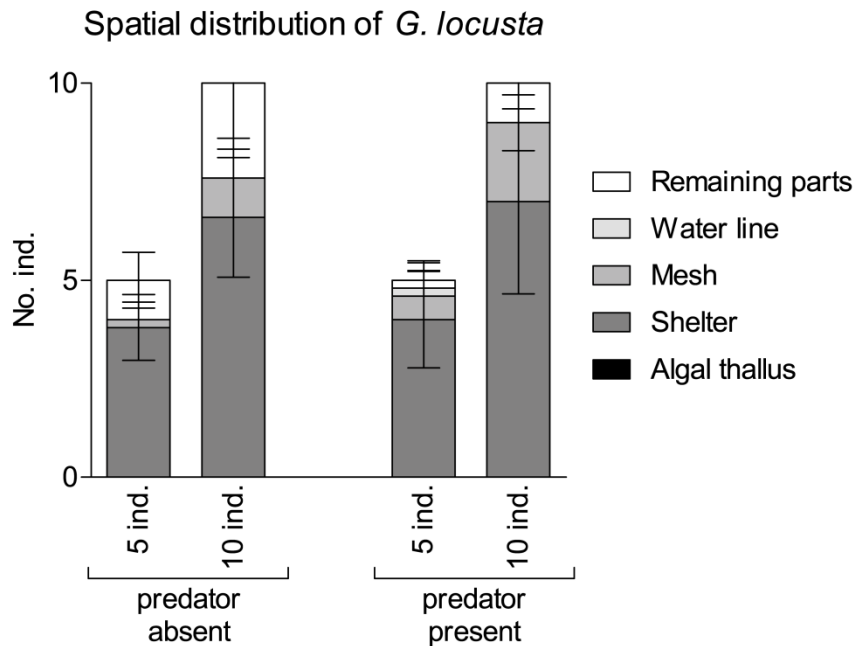 Spatial distribution of G. locusta
10
5
0
No. ind.
Remaining parts
Water line
Mesh
Shelter
Algal thallus
5 ind.
10 ind.
5 ind.
10 ind.
predator
absent
predator
present